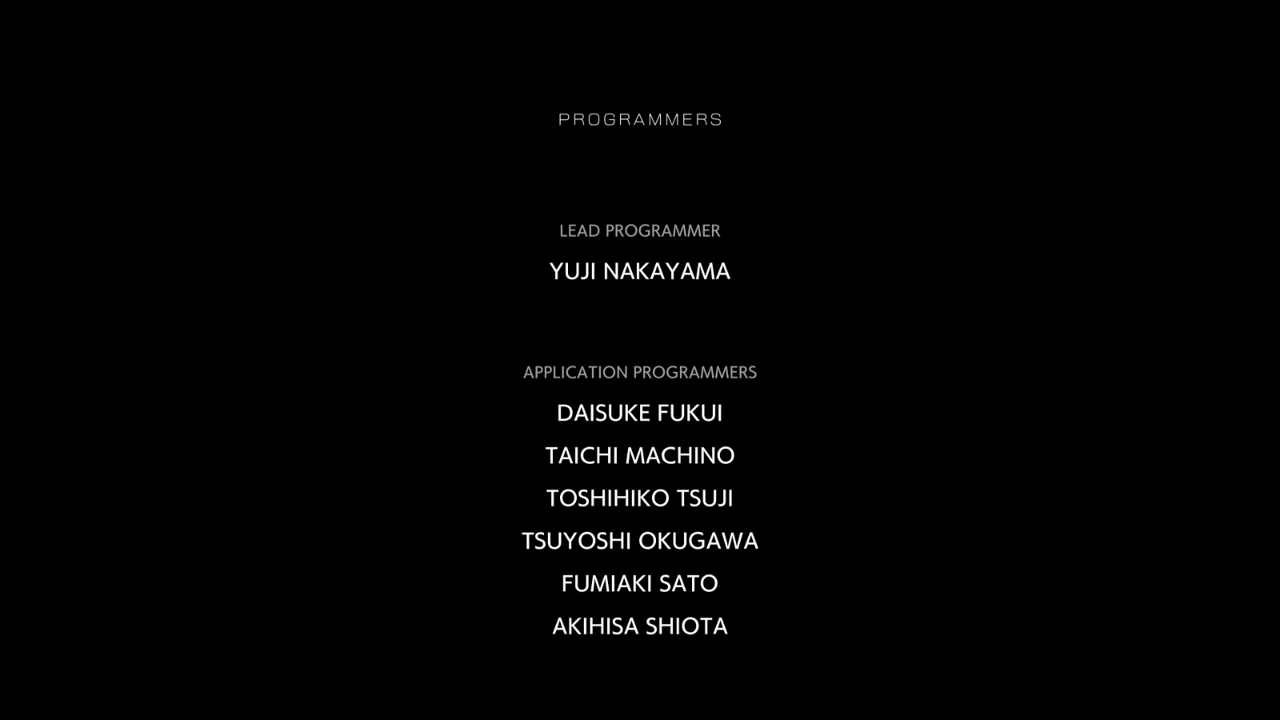 PROGRAMMERS
LEAD PROGRAMMER
YUJI NAKAYAMA
APPLICATION PROGRAMMERS
DAISUKE FUKUI
TAICHI MACHINO
TOSHIHIKO TSUJI
TSUYOSHI OKUGAWA
FUMIAKI SATO
AKIHISA SHIOTA